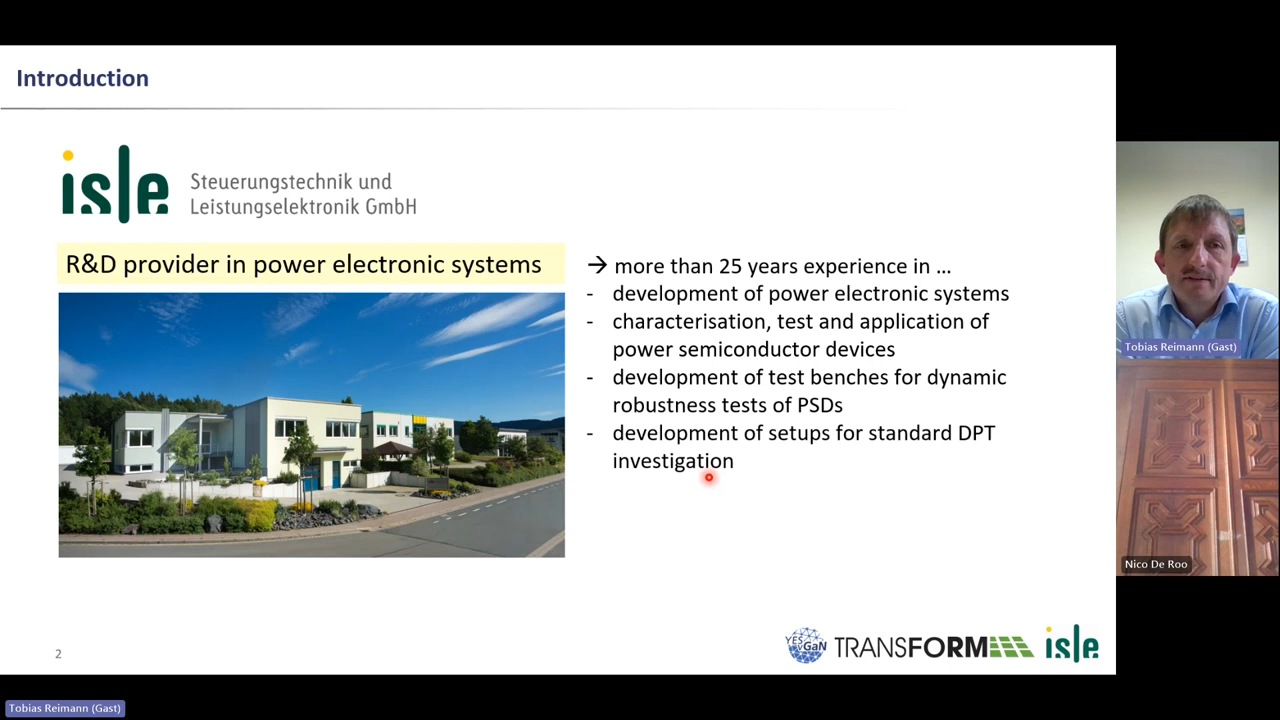 Introduction
isle
Steuerungstechnik und
Leistungselektronik GmbH
R&D provider in power electronic systems
→ more than 25 years experience in ...
- development of power electronic systems
- characterisation, test and application of
power semiconductor devices
- development of test benches for dynamic
robustness tests of PSDs
- development of setups for standard DPT
investigation
Tobias Reimann (Gast)
Nico De Roo
2
YESvGaN
TRANSFORM
isle
Tobias Reimann (Gast)